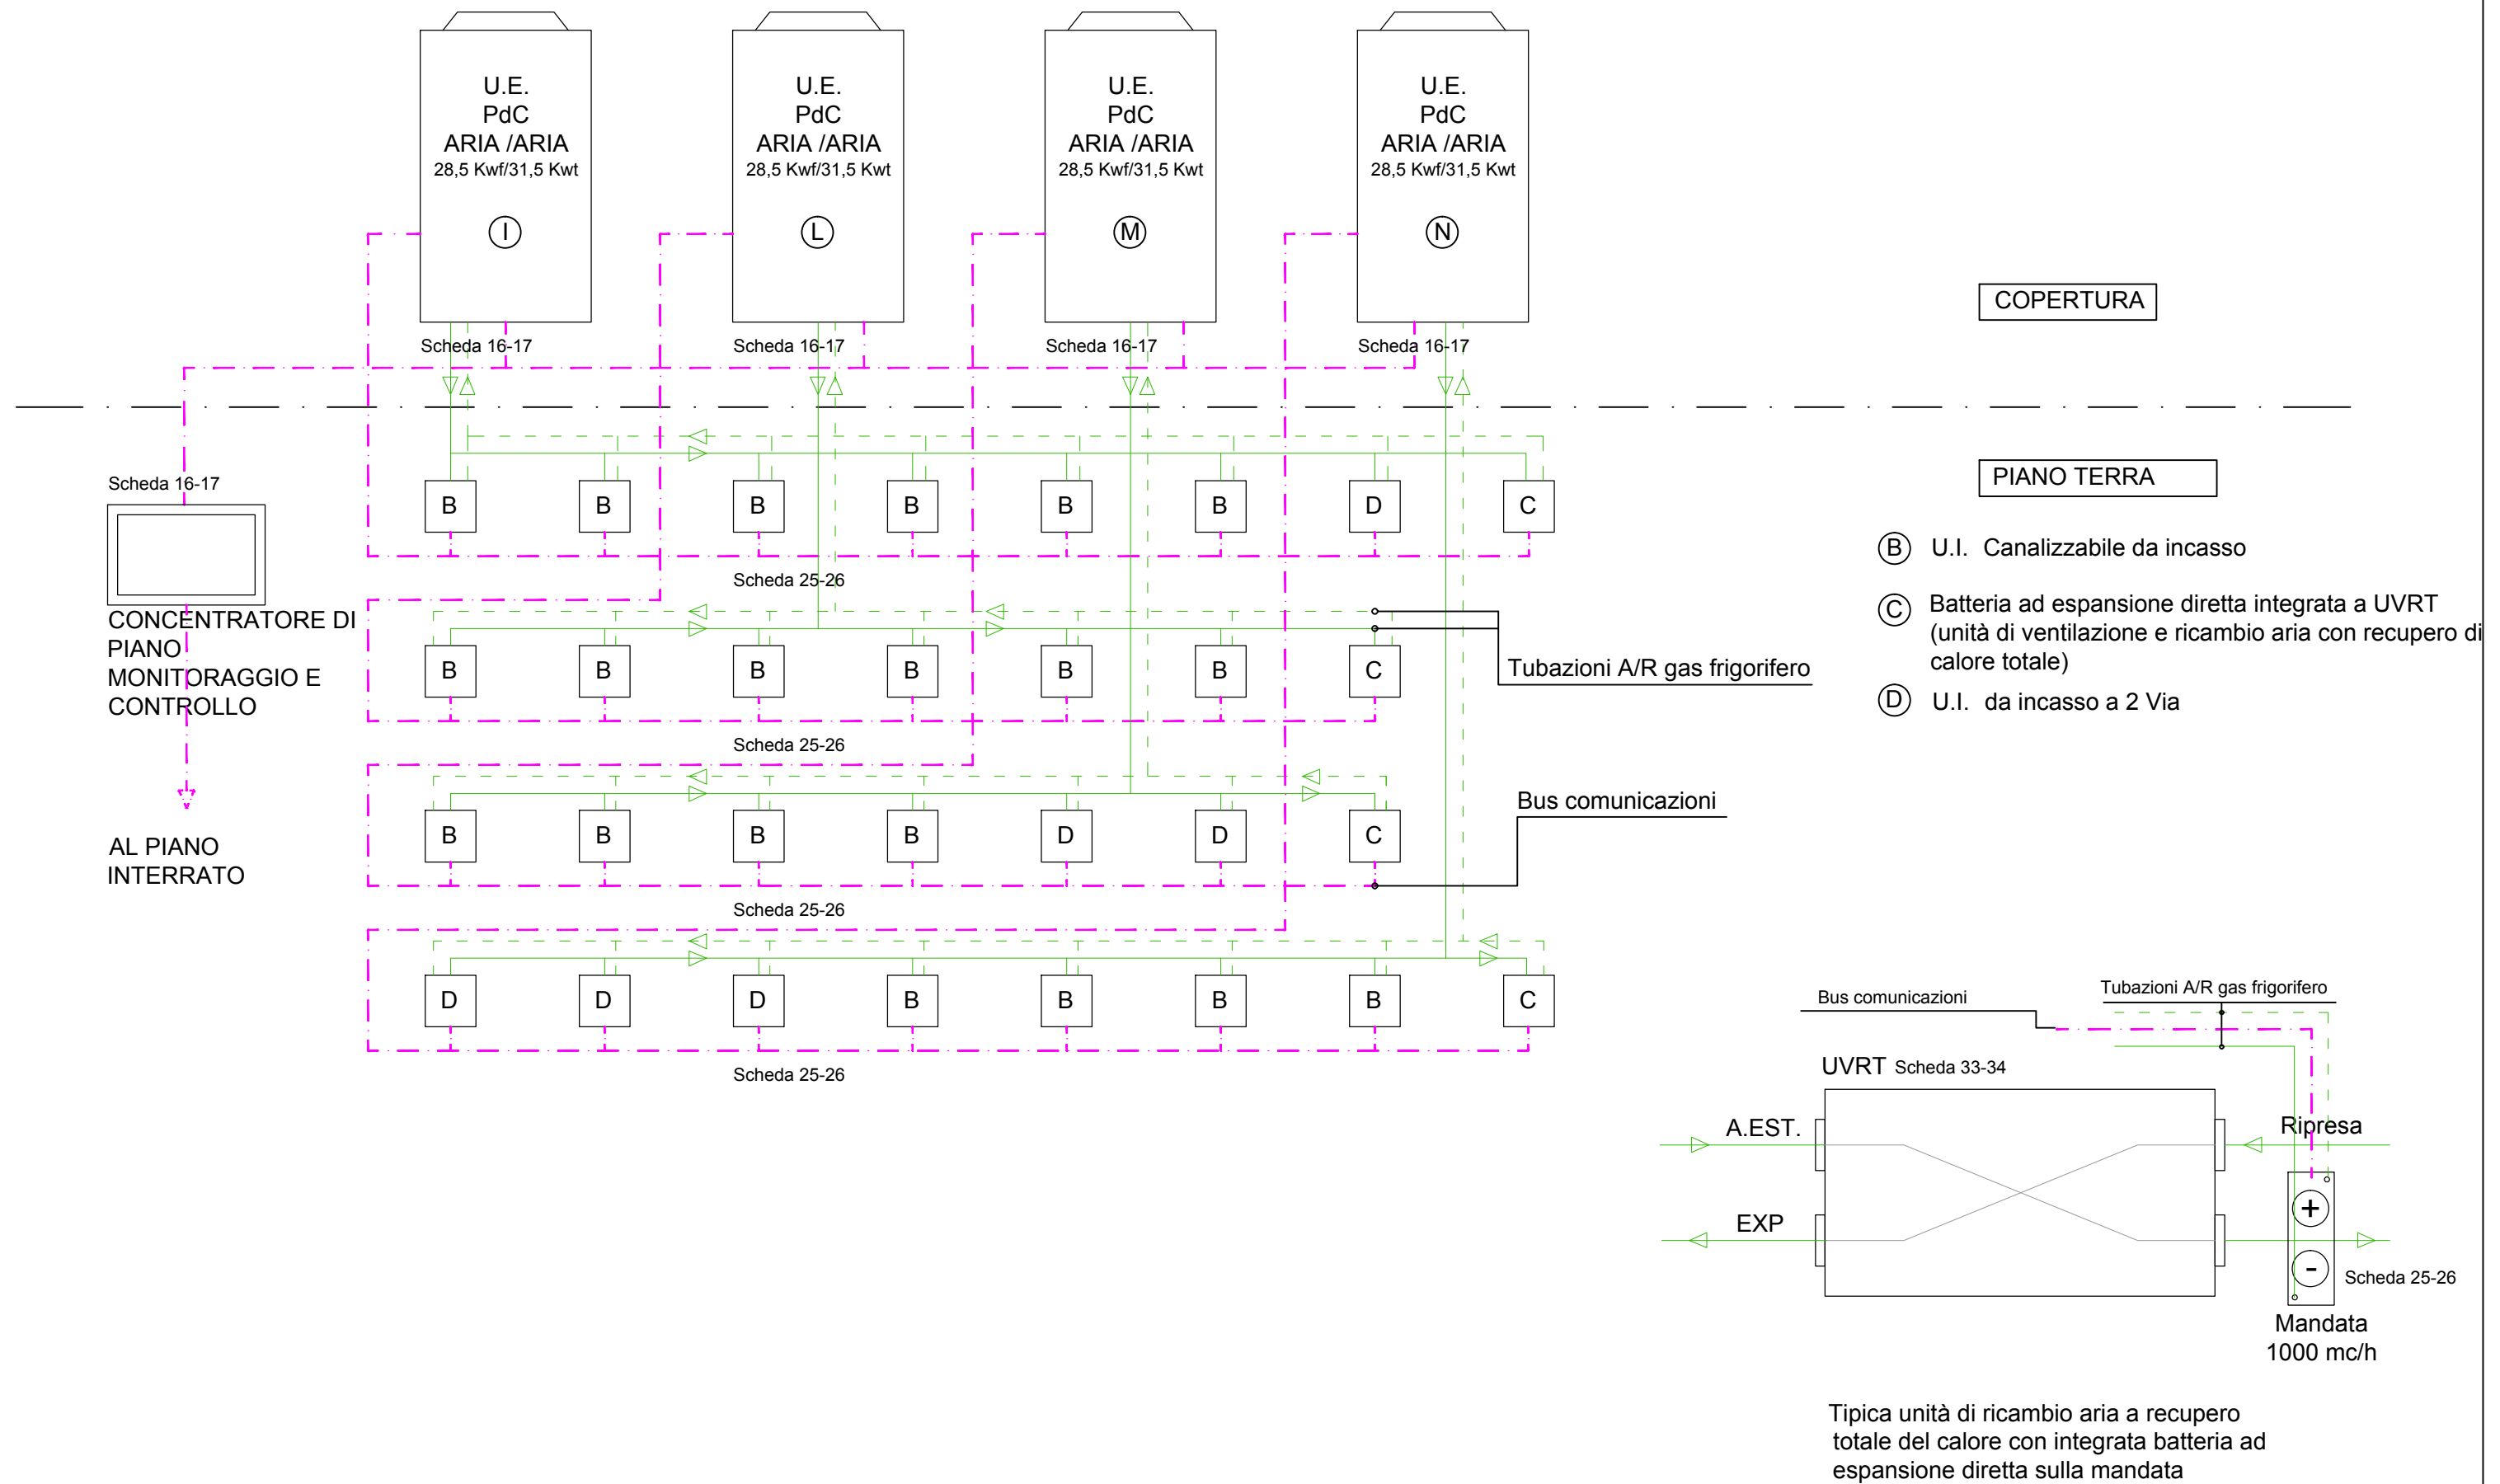 U.E.
PdC
ARIA /ARIA
28,5 Kwf/31,5 Kwt
I
U.E.
PdC
ARIA /ARIA
28,5 Kwf/31,5 Kwt
L
U.E.
PdC
ARIA /ARIA
28,5 Kwf/31,5 Kwt
M
U.E.
PdC
ARIA /ARIA
28,5 Kwf/31,5 Kwt
N
COPERTURA
Scheda 16-17
Scheda 16-17
Scheda 16-17
Scheda 16-17
PIANO TERRA
Scheda 16-17
CONCENTRATORE DI
PIANO
MONITORAGGIO E
CONTROLLO
AL PIANO
INTERRATO
B B B B B B D C
Scheda 25-26
B B B B B B C
Scheda 25-26
B B B B D D C
Scheda 25-26
D D D B B B B C
Scheda 25-26
Tubazioni A/R gas frigorifero
Bus comunicazioni
B U.I. Canalizzabile da incasso
C Batteria ad espansione diretta integrata a UVRT
(unità di ventilazione e ricambio aria con recupero di
calore totale)
D U.I. da incasso a 2 Via
Bus comunicazioni
Tubazioni A/R gas frigorifero
UVRT Scheda 33-34
A.EST.
Ripresa
EXP
+
-
Scheda 25-26
Mandata
1000 mc/h
Tipica unità di ricambio aria a recupero
totale del calore con integrata batteria ad
espansione diretta sulla mandata